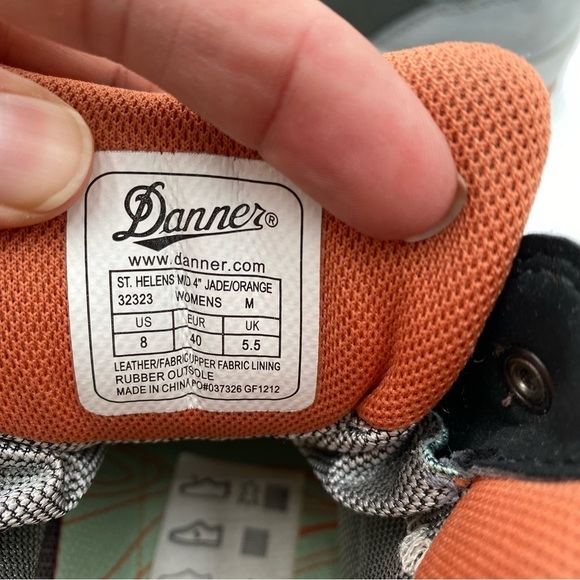 Danner®
www.danner.com
ST. HELENS MID 4" JADE/ORANGE
32323 WOMENS M
US EUR UK
8 40 5.5
LEATHER/FABRIC UPPER FABRIC LINING
RUBBER OUTSOLE
MADE IN CHINA PO#037326 GF1212